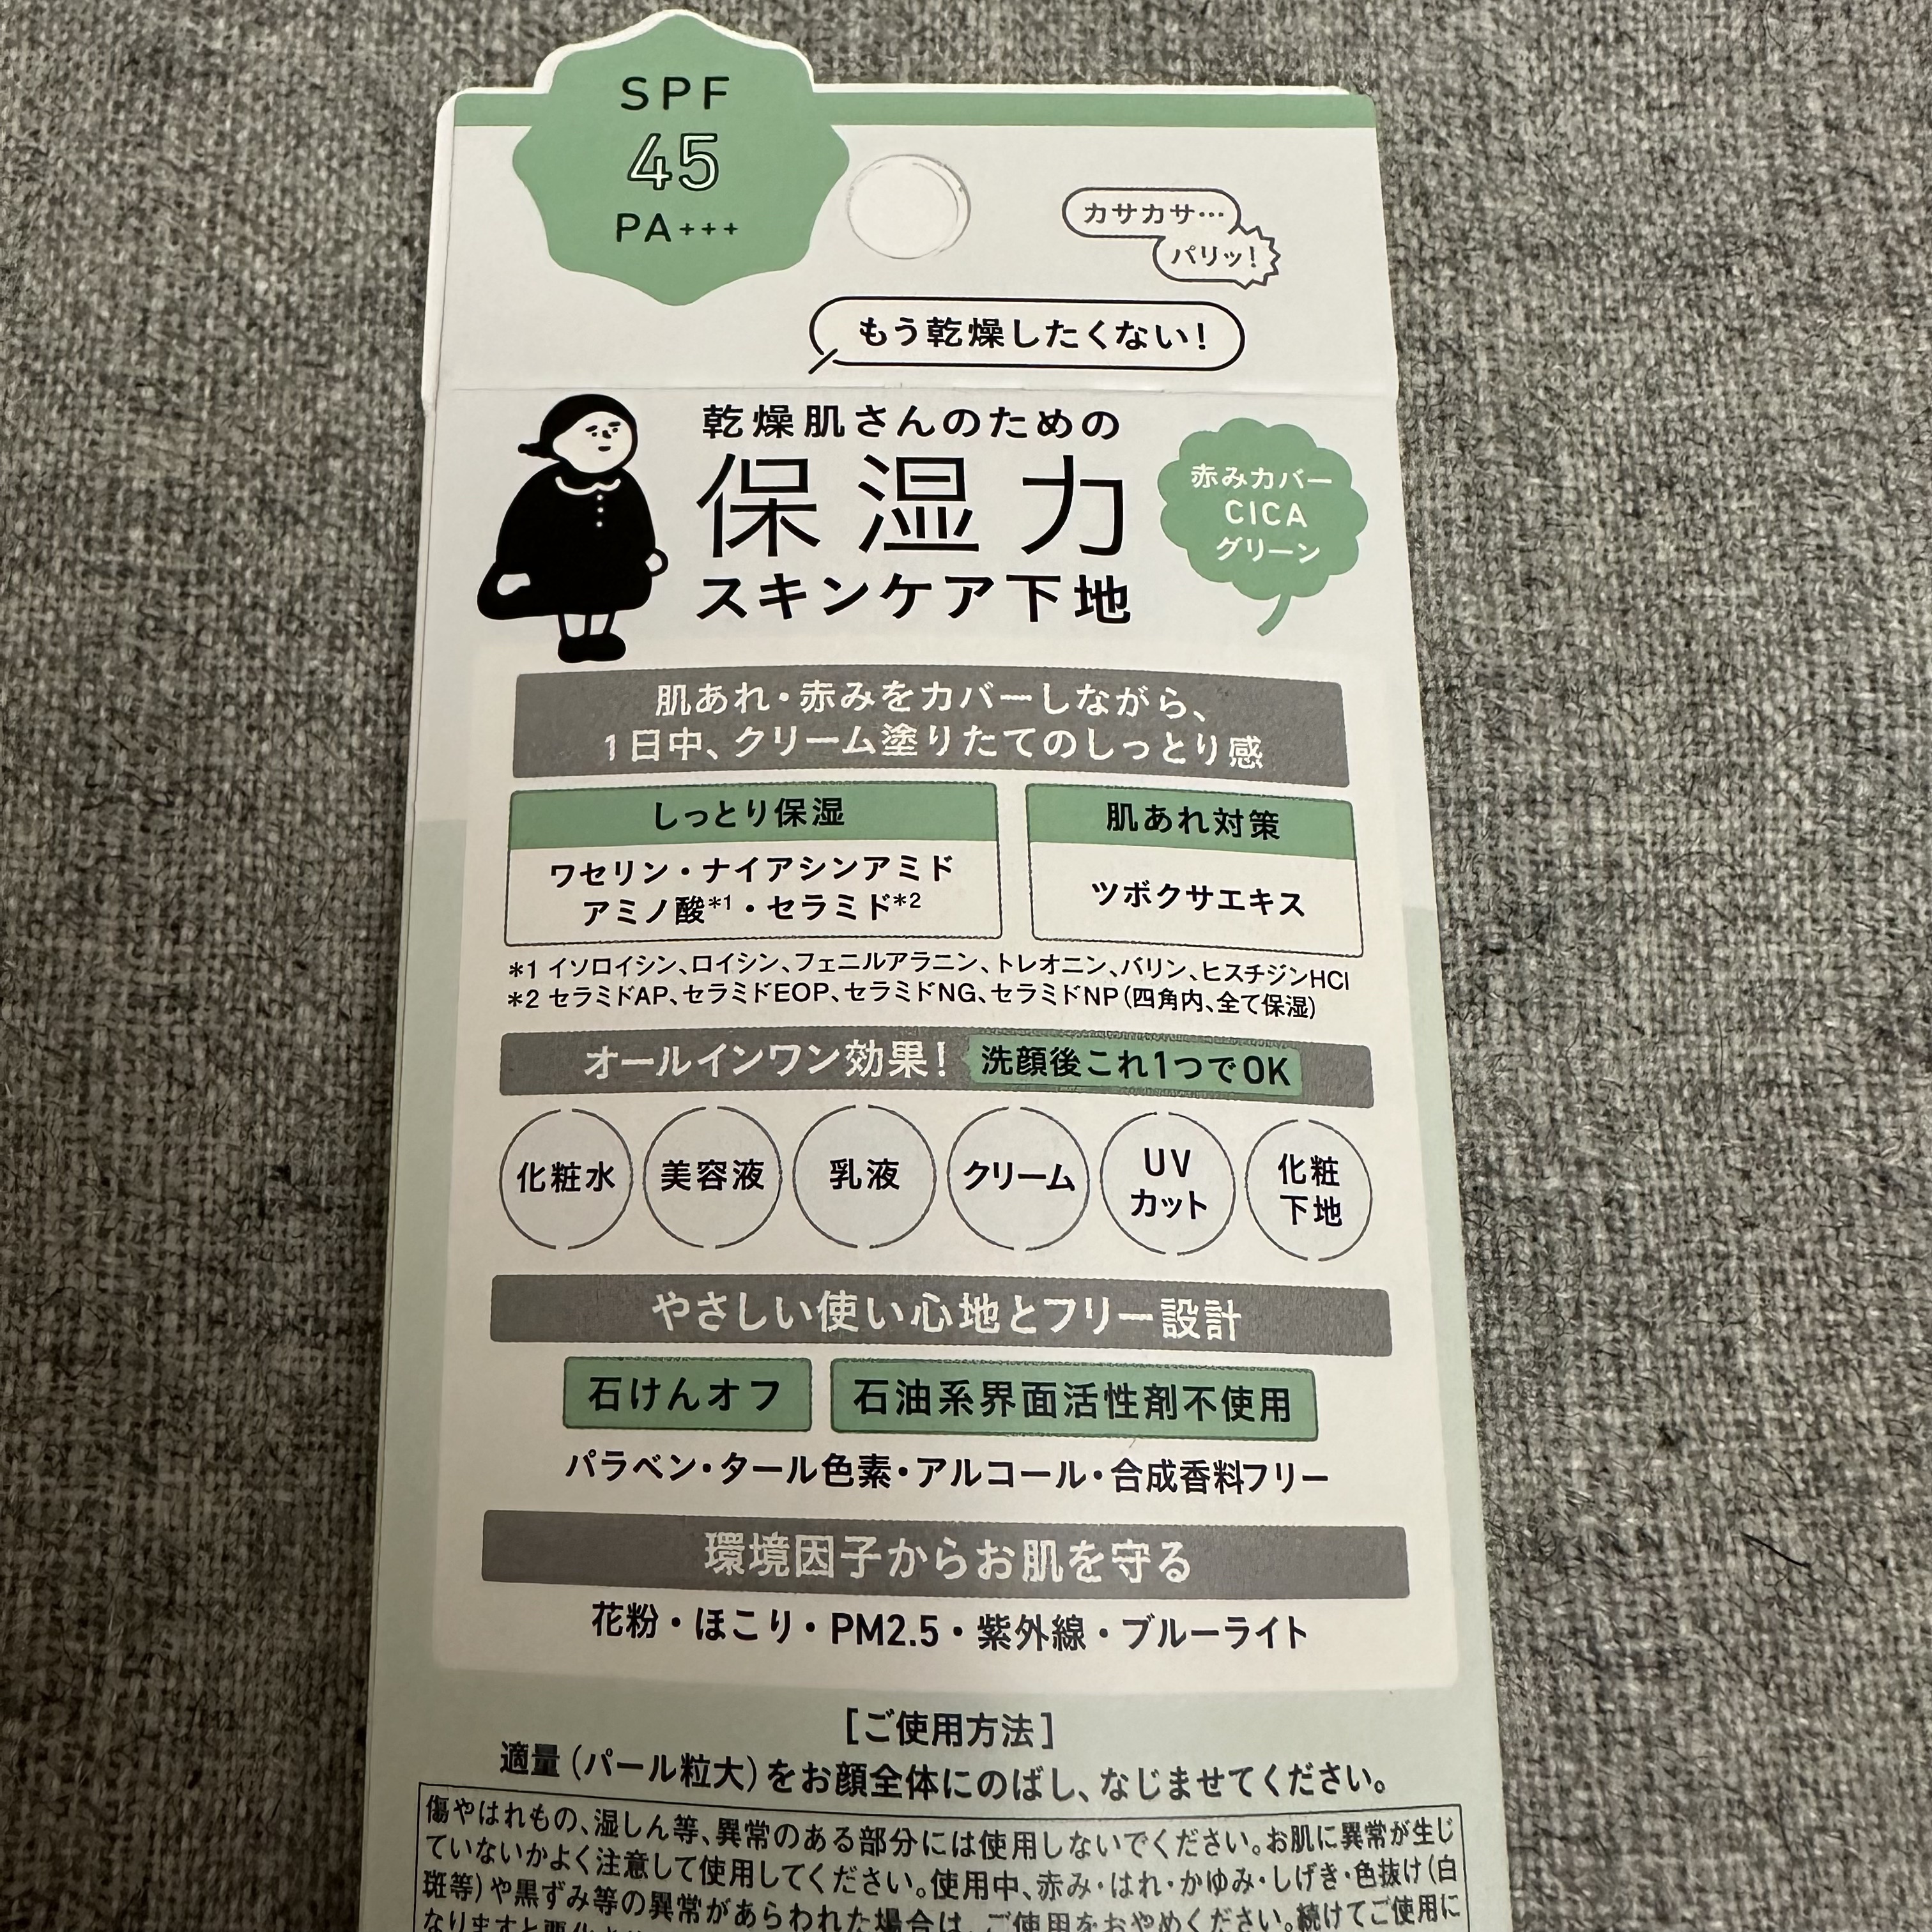 SPF
45
PA+++
カサカサ…
パリッ!
もう乾燥したくない!
乾燥肌さんのための
保湿力
スキンケア下地
赤みカバー
CICA
グリーン
肌あれ・赤みをカバーしながら、
1日中、クリーム塗りたてのしっとり感
しっとり保湿
ワセリン・ナイアシンアミド
アミノ酸*1・セラミド*2
肌あれ対策
ツボクサエキス
*1 イソロイシン、ロイシン、フェニルアラニン、トレオニン、バリン、ヒスチジンHCl
*2 セラミドAP、セラミドEOP、セラミドNG、セラミドNP(四角内、全て保湿)
オールインワン効果! 洗顔後これ1つでOK
化粧水
美容液
乳液
クリーム
UV
カット
化粧
下地
やさしい使い心地とフリー設計
石けんオフ
石油系界面活性剤不使用
パラベン・タール色素・アルコール・合成香料フリー
環境因子からお肌を守る
花粉・ほこり・PM2.5・紫外線・ブルーライト
[ご使用方法]
適量(パール粒大)をお顔全体にのばし、なじませてください。
傷やはれもの、湿しん等、異常のある部分には使用しないでください。お肌に異常が生じ
ていないかよく注意して使用してください。使用中、赤み・はれ・かゆみ・しげき・色抜け(白
斑等)や黒ずみ等の異常があらわれた場合は、ご使用をおやめください。続けてご使用に
なりますと